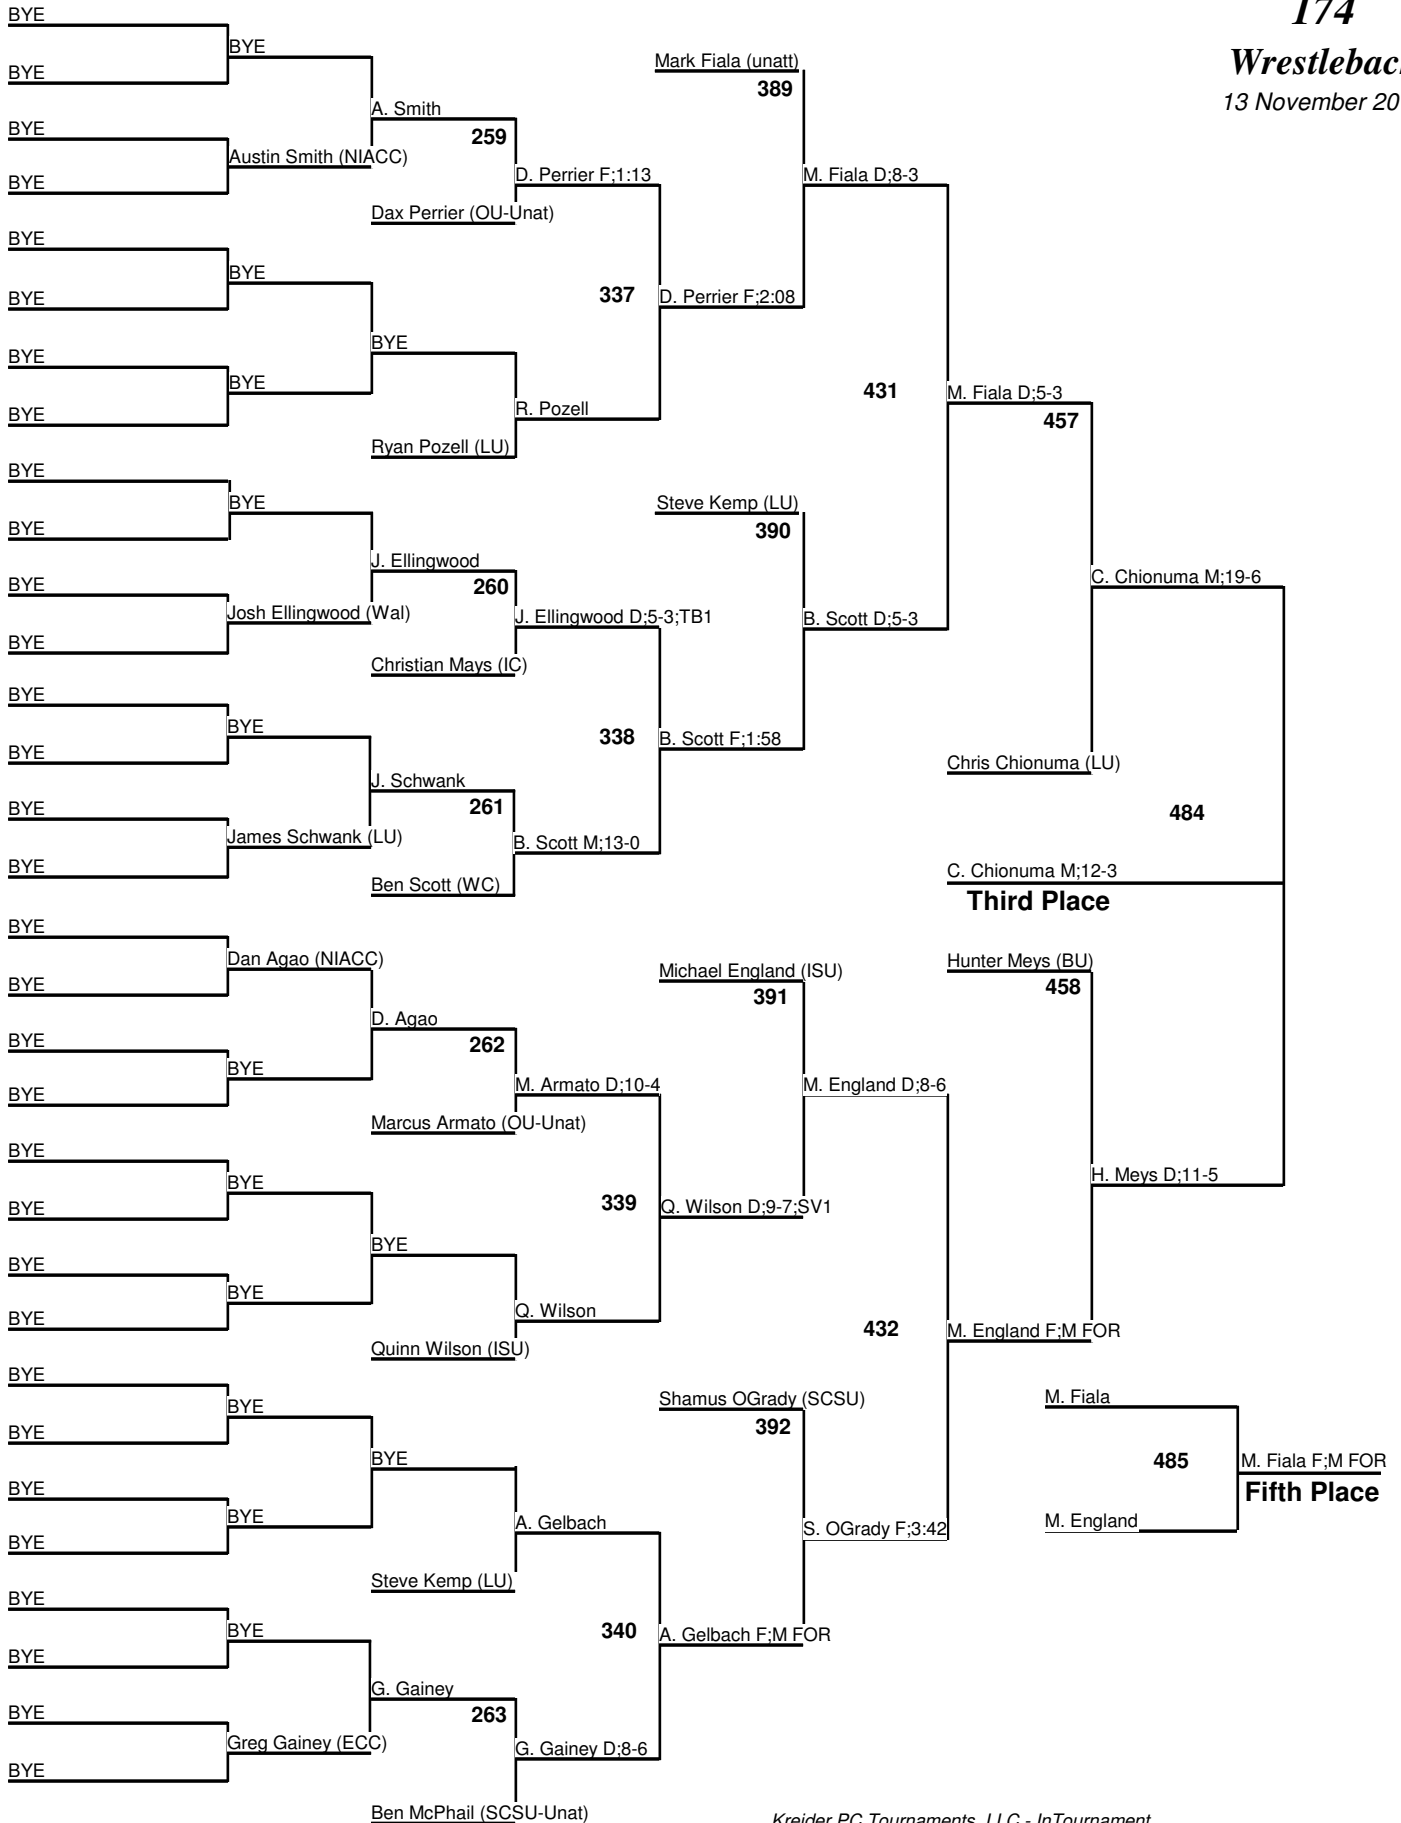 BYE
174
BYE
Mark Fiala (unatt)
Wrestleback
BYE
389
13 November 20
A. Smith
BYE
259
Austin Smith (NIACC)
BYE
D. Perrier F;1:13
M. Fiala D;8-3
Dax Perrier (OU-Unat)
BYE
BYE
BYE
337
D. Perrier F;2:08
BYE
BYE
BYE
431
M. Fiala D;5-3
BYE
R. Pozell
457
Ryan Pozell (LU)
BYE
BYE
Steve Kemp (LU)
BYE
390
J. Ellingwood
C. Chionuma M;19-6
BYE
260
Josh Ellingwood (Wal)
J. Ellingwood D;5-3;TB1
B. Scott D;5-3
BYE
Christian Mays (IC)
BYE
BYE
338
B. Scott F;1:58
BYE
Chris Chionuma (LU)
J. Schwank
BYE
261
484
James Schwank (LU)
B. Scott M;13-0
BYE
C. Chionuma M;12-3
Ben Scott (WC)
Third Place
BYE
Dan Agao (NIACC)
Hunter Meys (BU)
BYE
Michael England (ISU)
458
391
D. Agao
BYE
262
BYE
M. Armato D;10-4
M. England D;8-6
BYE
Marcus Armato (OU-Unat)
BYE
BYE
H. Meys D;11-5
BYE
339
Q. Wilson D;9-7;SV1
BYE
BYE
BYE
Q. Wilson
BYE
432
M. England F;M FOR
Quinn Wilson (ISU)
BYE
BYE
Shamus OGrady (SCSU)
M. Fiala
BYE
392
BYE
485
M. Fiala F;M FOR
BYE
Fifth Place
BYE
A. Gelbach
S. OGrady F;3:42
M. England
BYE
Steve Kemp (LU)
BYE
BYE
340
A. Gelbach F;M FOR
BYE
G. Gainey
BYE
263
Greg Gainey (ECC)
G. Gainey D;8-6
BYE
Ben McPhail (SCSU-Unat)
Kreider PC Tournaments, LLC - InTournament